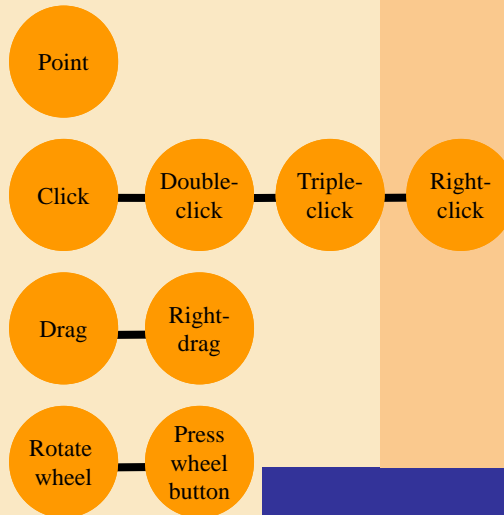 Point
Click
Double-
click
Triple-
click
Right-
click
Drag
Right-
drag
Rotate
wheel
Press
wheel
button